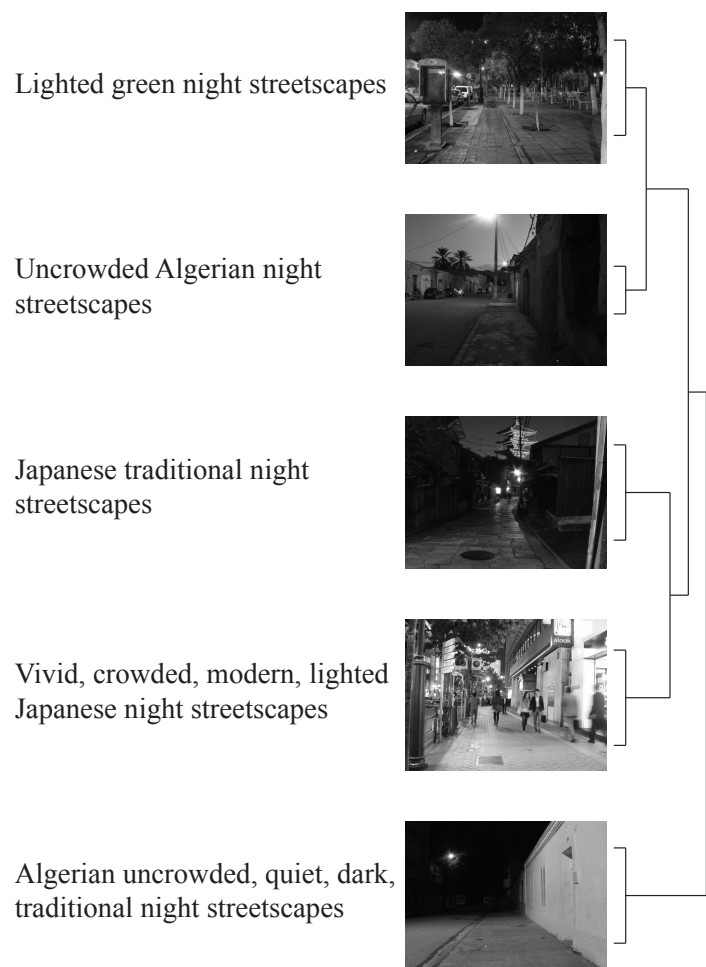 Lighted green night streetscapes
Uncrowded Algerian night
streetscapes
Japanese traditional night
streetscapes
alook
Vivid, crowded, modern, lighted
Japanese night streetscapes
Algerian uncrowded, quiet, dark,
traditional night streetscapes